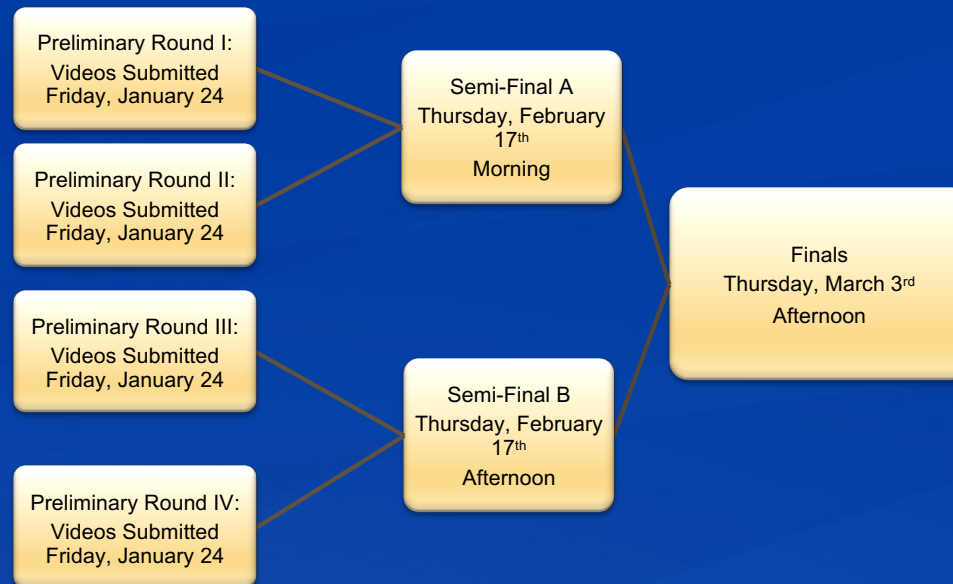 Preliminary Round I:
Videos Submitted
Friday, January 24
Preliminary Round II:
Videos Submitted
Friday, January 24
Preliminary Round III:
Videos Submitted
Friday, January 24
Preliminary Round IV:
Videos Submitted
Friday, January 24
Semi-Final A
Thursday, February
17th
Morning
Semi-Final B
Thursday, February
17th
Afternoon
Finals
Thursday, March 3rd
Afternoon